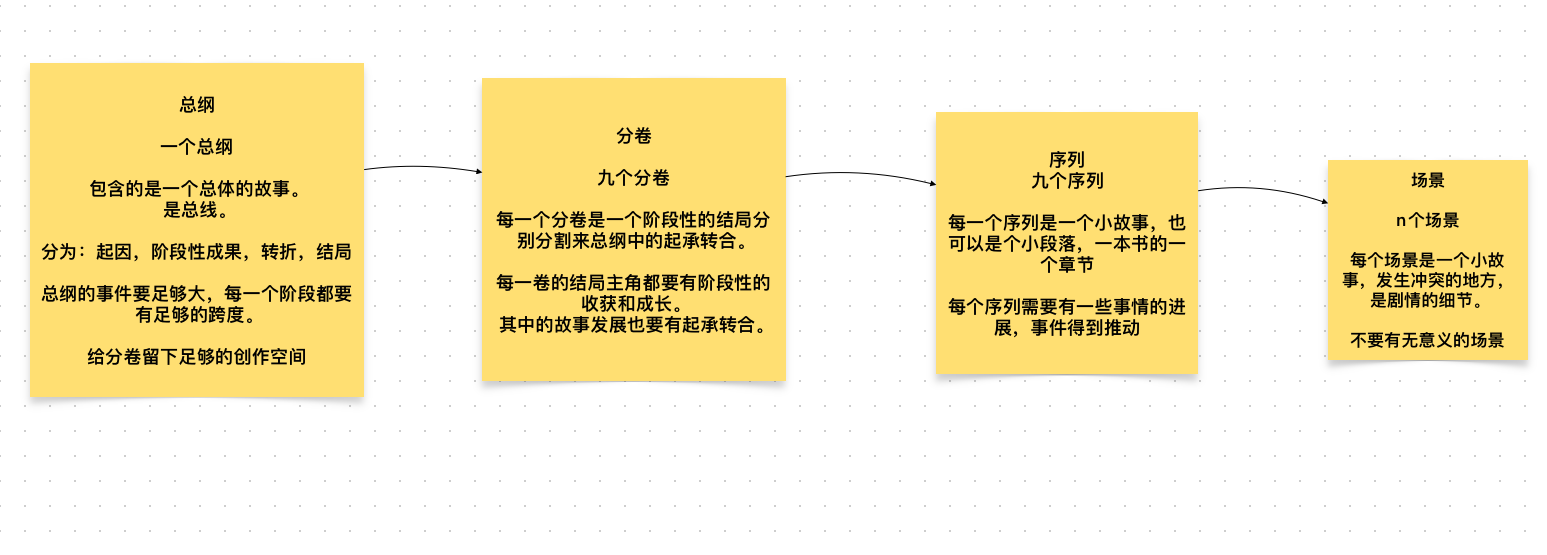 总纲
一个总纲
包含的是一个总体的故事。
是总线。
分为：起因，阶段性成果，转折，结局
总纲的事件要足够大，每一个阶段都要
有足够的跨度。
给分卷留下足够的创作空间
分卷
九个分卷
每一个分卷是一个阶段性的结局分
别分割来总纲中的起承转合。
每一卷的结局主角都要有阶段性的
收获和成长。
其中的故事发展也要有起承转合。
序列
九个序列
每一个序列是一个小故事，也
可以是个小段落，一本书的一
个章节
每个序列需要有一些事情的进
展，事件得到推动
场景
n个场景
每个场景是一个小故
事，发生冲突的地方，
是剧情的细节。
不要有无意义的场景